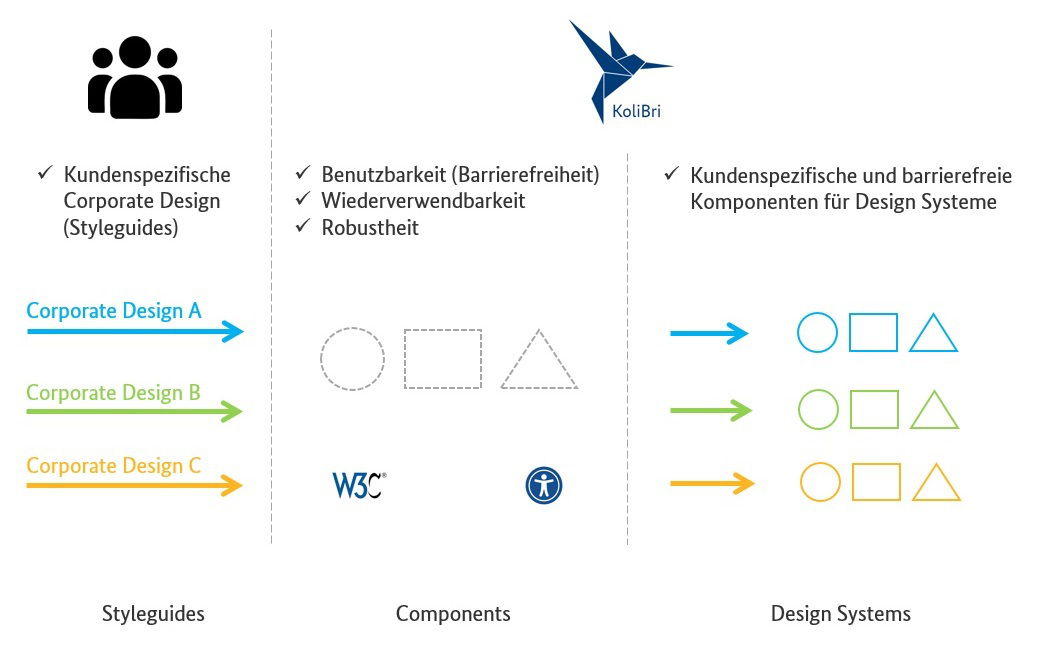 KoliBri
Kundenspezifische
Corporate Design
(Styleguides)
Benutzbarkeit (Barrierefreiheit)
Wiederverwendbarkeit
Robustheit
Kundenspezifische und barrierefreie
Komponenten für Design Systeme
Corporate Design A
Corporate Design B
Corporate Design C
W3C®
Styleguides
Components
Design Systems